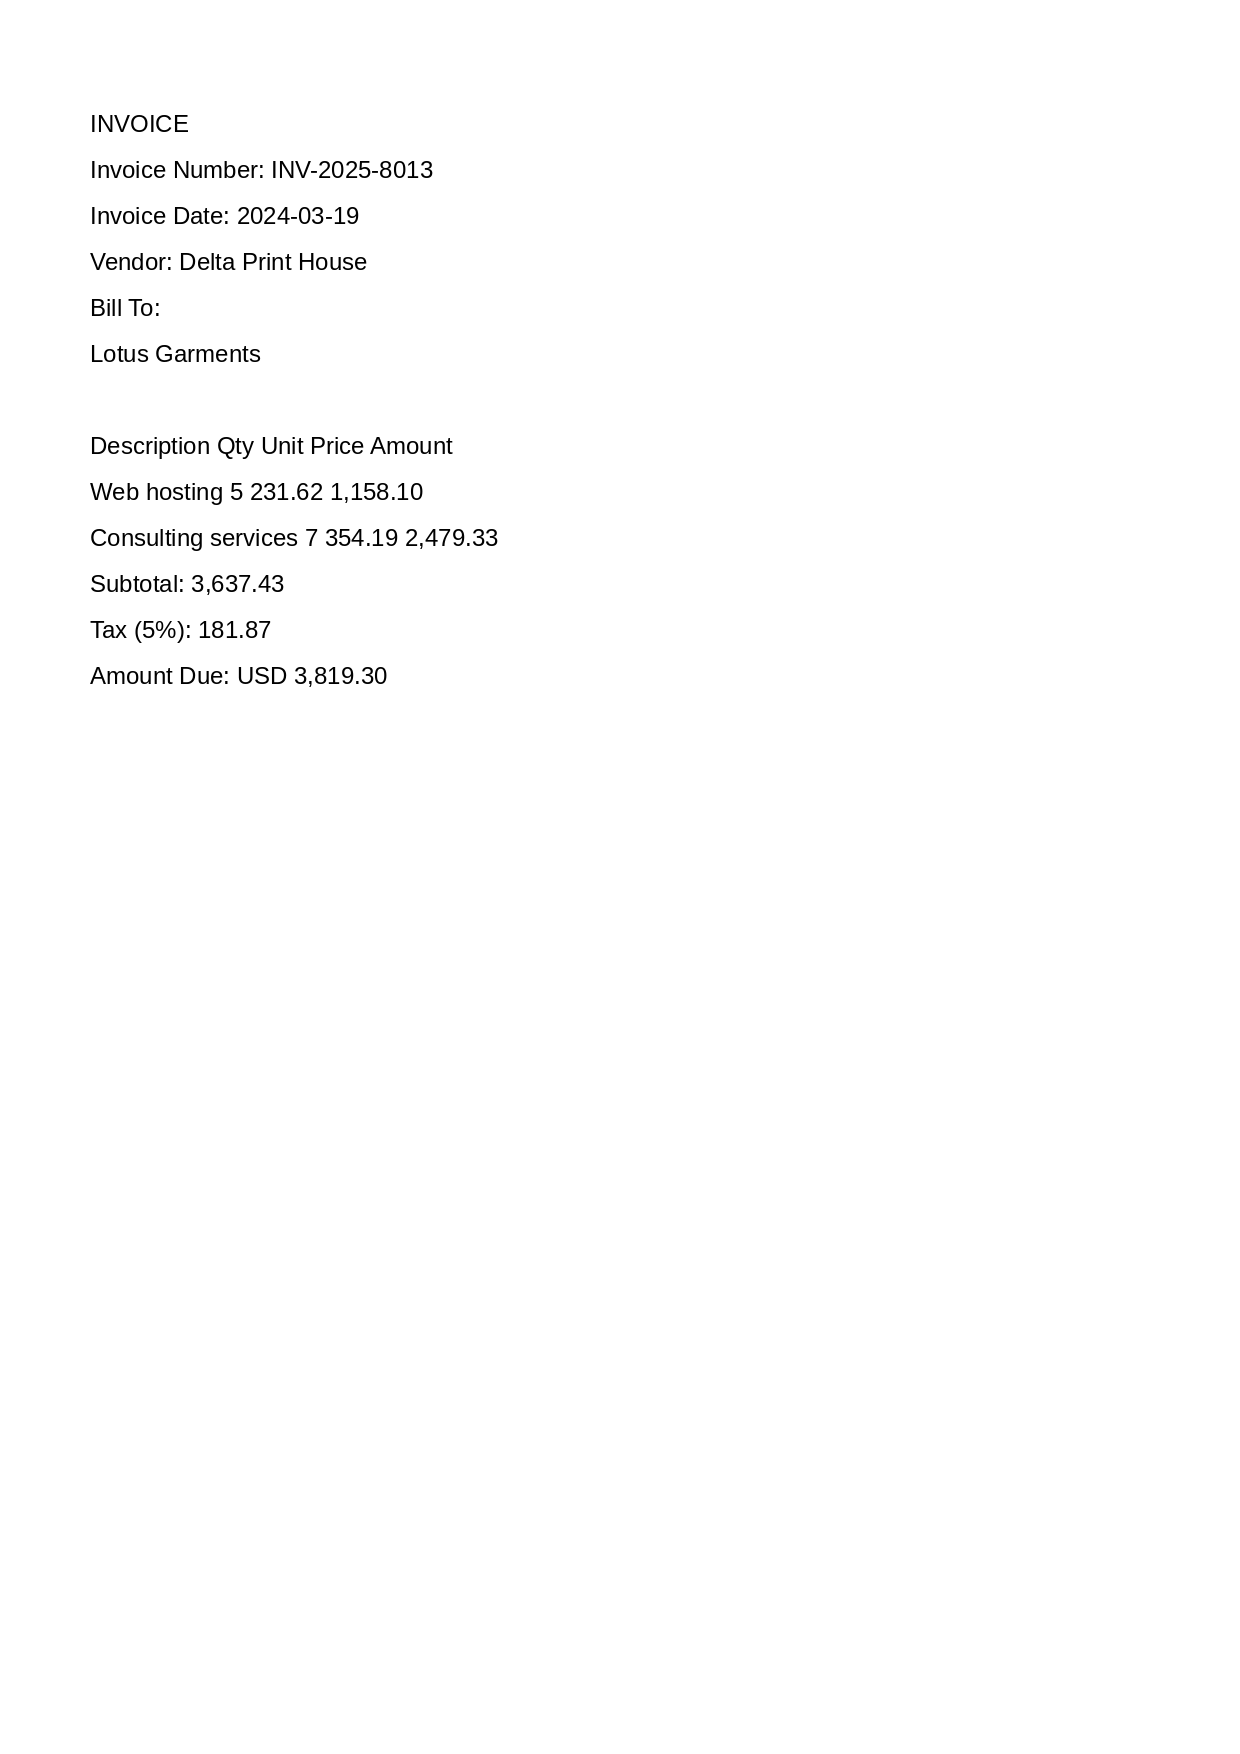 INVOICE
Invoice Number: INV-2025-8013
Invoice Date: 2024-03-19
Vendor: Delta Print House
Bill To:
Lotus Garments
Description Qty Unit Price Amount
Web hosting 5 231.62 1,158.10
Consulting services 7 354.19 2,479.33
Subtotal: 3,637.43
Tax (5%): 181.87
Amount Due: USD 3,819.30